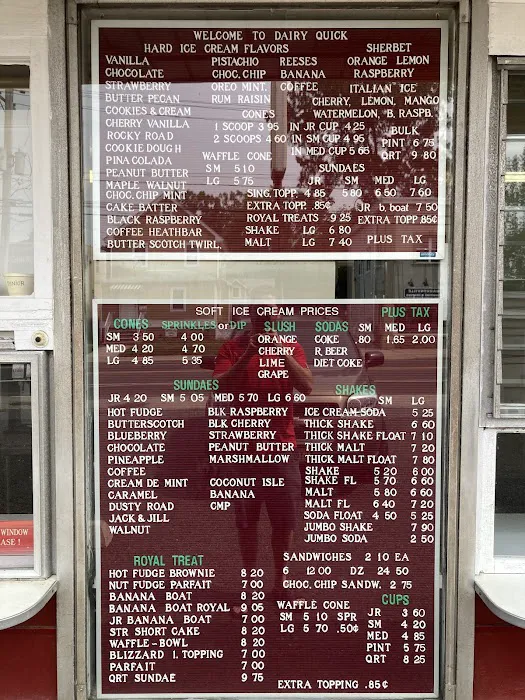 WELCOME TO DAIRY QUICK
HARD ICE CREAM FLAVORS
SHERBET
VANILLA
PISTACHIO
REESES
ORANGE LEMON
CHOCOLATE
CHOC. CHIP
BANANA
RASPBERRY
STRAWBERRY
OREO MINT.
COFFEE
ITALIAN ICE
BUTTER PECAN
RUM RAISIN
CHERRY, LEMON, MANGO
COOKIES & CREAM
CONES
WATERMELON, B, RASPB.
CHERRY VANILLA
1 SCOOP 3 95
IN JR CUP 4.25
BULK
ROCKY ROAD
2 SCOOPS 4 60
IN SM CUP 4 95
PINT 6 75
COOKIE DOUGH
IN MED CUP 5 65
QRT 9 80
PINA COLADA
WAFFLE CONE
SUNDAES
PEANUT BUTTER
SM 5 10
JR SM MED LG
MAPLE WALNUT
LG 5 75
CHOC. CHIP MINT
SING. TOPP. 4 85 5 80 6 50 7 60
CAKE BATTER
EXTRA TOPP. .85¢
JR b. boat 7 50
BLACK RASPBERRY
ROYAL TREATS 9 25
EXTRA TOPP 85¢
COFFEE HEATHBAR
SHAKE LG 6 80
BUTTER SCOTCH TWIRL.
MALT LG 7 40
PLUS TAX
SOFT ICE CREAM PRICES
PLUS TAX
CONES
SPRINKLES or DIP
SLUSH
SODAS
SM MED LG
SM 3 50
4 00
ORANGE
COKE
.80 1.65 2.00
MED 4 20
4 70
CHERRY
R, BEER
LG 4 85
5 35
LIME
DIET COKE
GRAPE
SUNDAES
JR 4 20 SM 5 05 MED 5 70 LG 6 60
HOT FUDGE
BLK RASPBERRY
BUTTERSCOTCH
BLK CHERRY
BLUEBERRY
STRAWBERRY
CHOCOLATE
PEANUT BUTTER
PINEAPPLE
MARSHMALLOW
COFFEE
CREAM DE MINT
COCONUT ISLE
CARAMEL
BANANA
DUSTY ROAD
CMP
JACK & JILL
WALNUT
SHAKES
SM LG
ICE CREAM SODA 5 25
THICK SHAKE 6 60
THICK SHAKE FLOAT 7 10
THICK MALT 7 20
THICK MALT FLOAT 7 80
SHAKE 5 20 6 00
SHAKE FL 5 70 6 60
MALT 5 80 6 60
MALT FL 6 40 7 20
SODA FLOAT 4 50 5 25
JUMBO SHAKE 7 90
JUMBO SODA 2 50
ROYAL TREAT
HOT FUDGE BROWNIE 8 20
NUT FUDGE PARFAIT 7 00
BANANA BOAT 8 20
BANANA BOAT ROYAL 9 05
JR BANANA BOAT 7 00
STR SHORT CAKE 8 20
WAFFLE-BOWL 8 20
BLIZZARD 1. TOPPING 7 00
PARFAIT 7 00
QRT SUNDAE 9 75
SANDWICHES 2 10 EA
6 12 00 DZ 24 50
CHOC. CHIP SANDW. 2 75
WAFFLE CONE
SM 5 10 SPR
LG 5 70 .50¢
CUPS
JR 3 60
SM 4 20
MED 4 85
PINT 5 75
QRT 8 25
EXTRA TOPPING .85¢
WINDOW